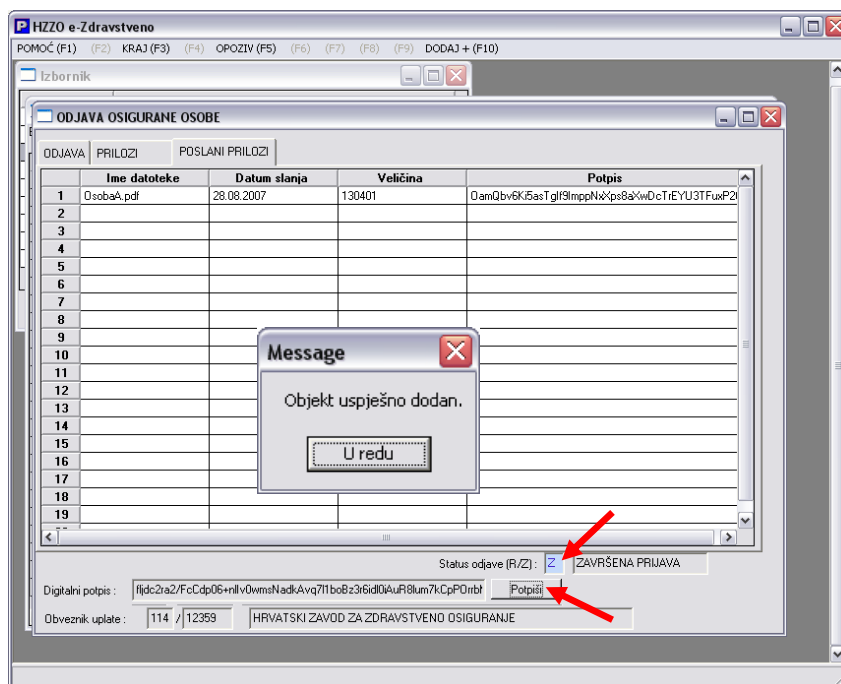 HZZO e-Zdravstveno
POMOĆ (F1) (F2) KRAJ (F3) (F4) OPOZIV (F5) (F6) (F7) (F8) (F9) DODAJ + (F10)
Izbornik
ODJAVA OSIGURANE OSOBE
ODJAVA PRILOZI POSLANI PRILOZI
Ime datoteke Datum slanja Veličina Potpis
1 OsobaA.pdf 28.08.2007 130401
2
3
4
5
6
7
8
9
10
11
12
13
14
15
16
17
18
19
Message
Objekt uspješno dodan.
U redu
Status odjave (R/Z) : Z ZAVRŠENA PRIJAVA
Digitalni potpis : Potpiši
Obveznik uplate : 114 / 12359 HRVATSKI ZAVOD ZA ZDRAVSTVENO OSIGURANJE